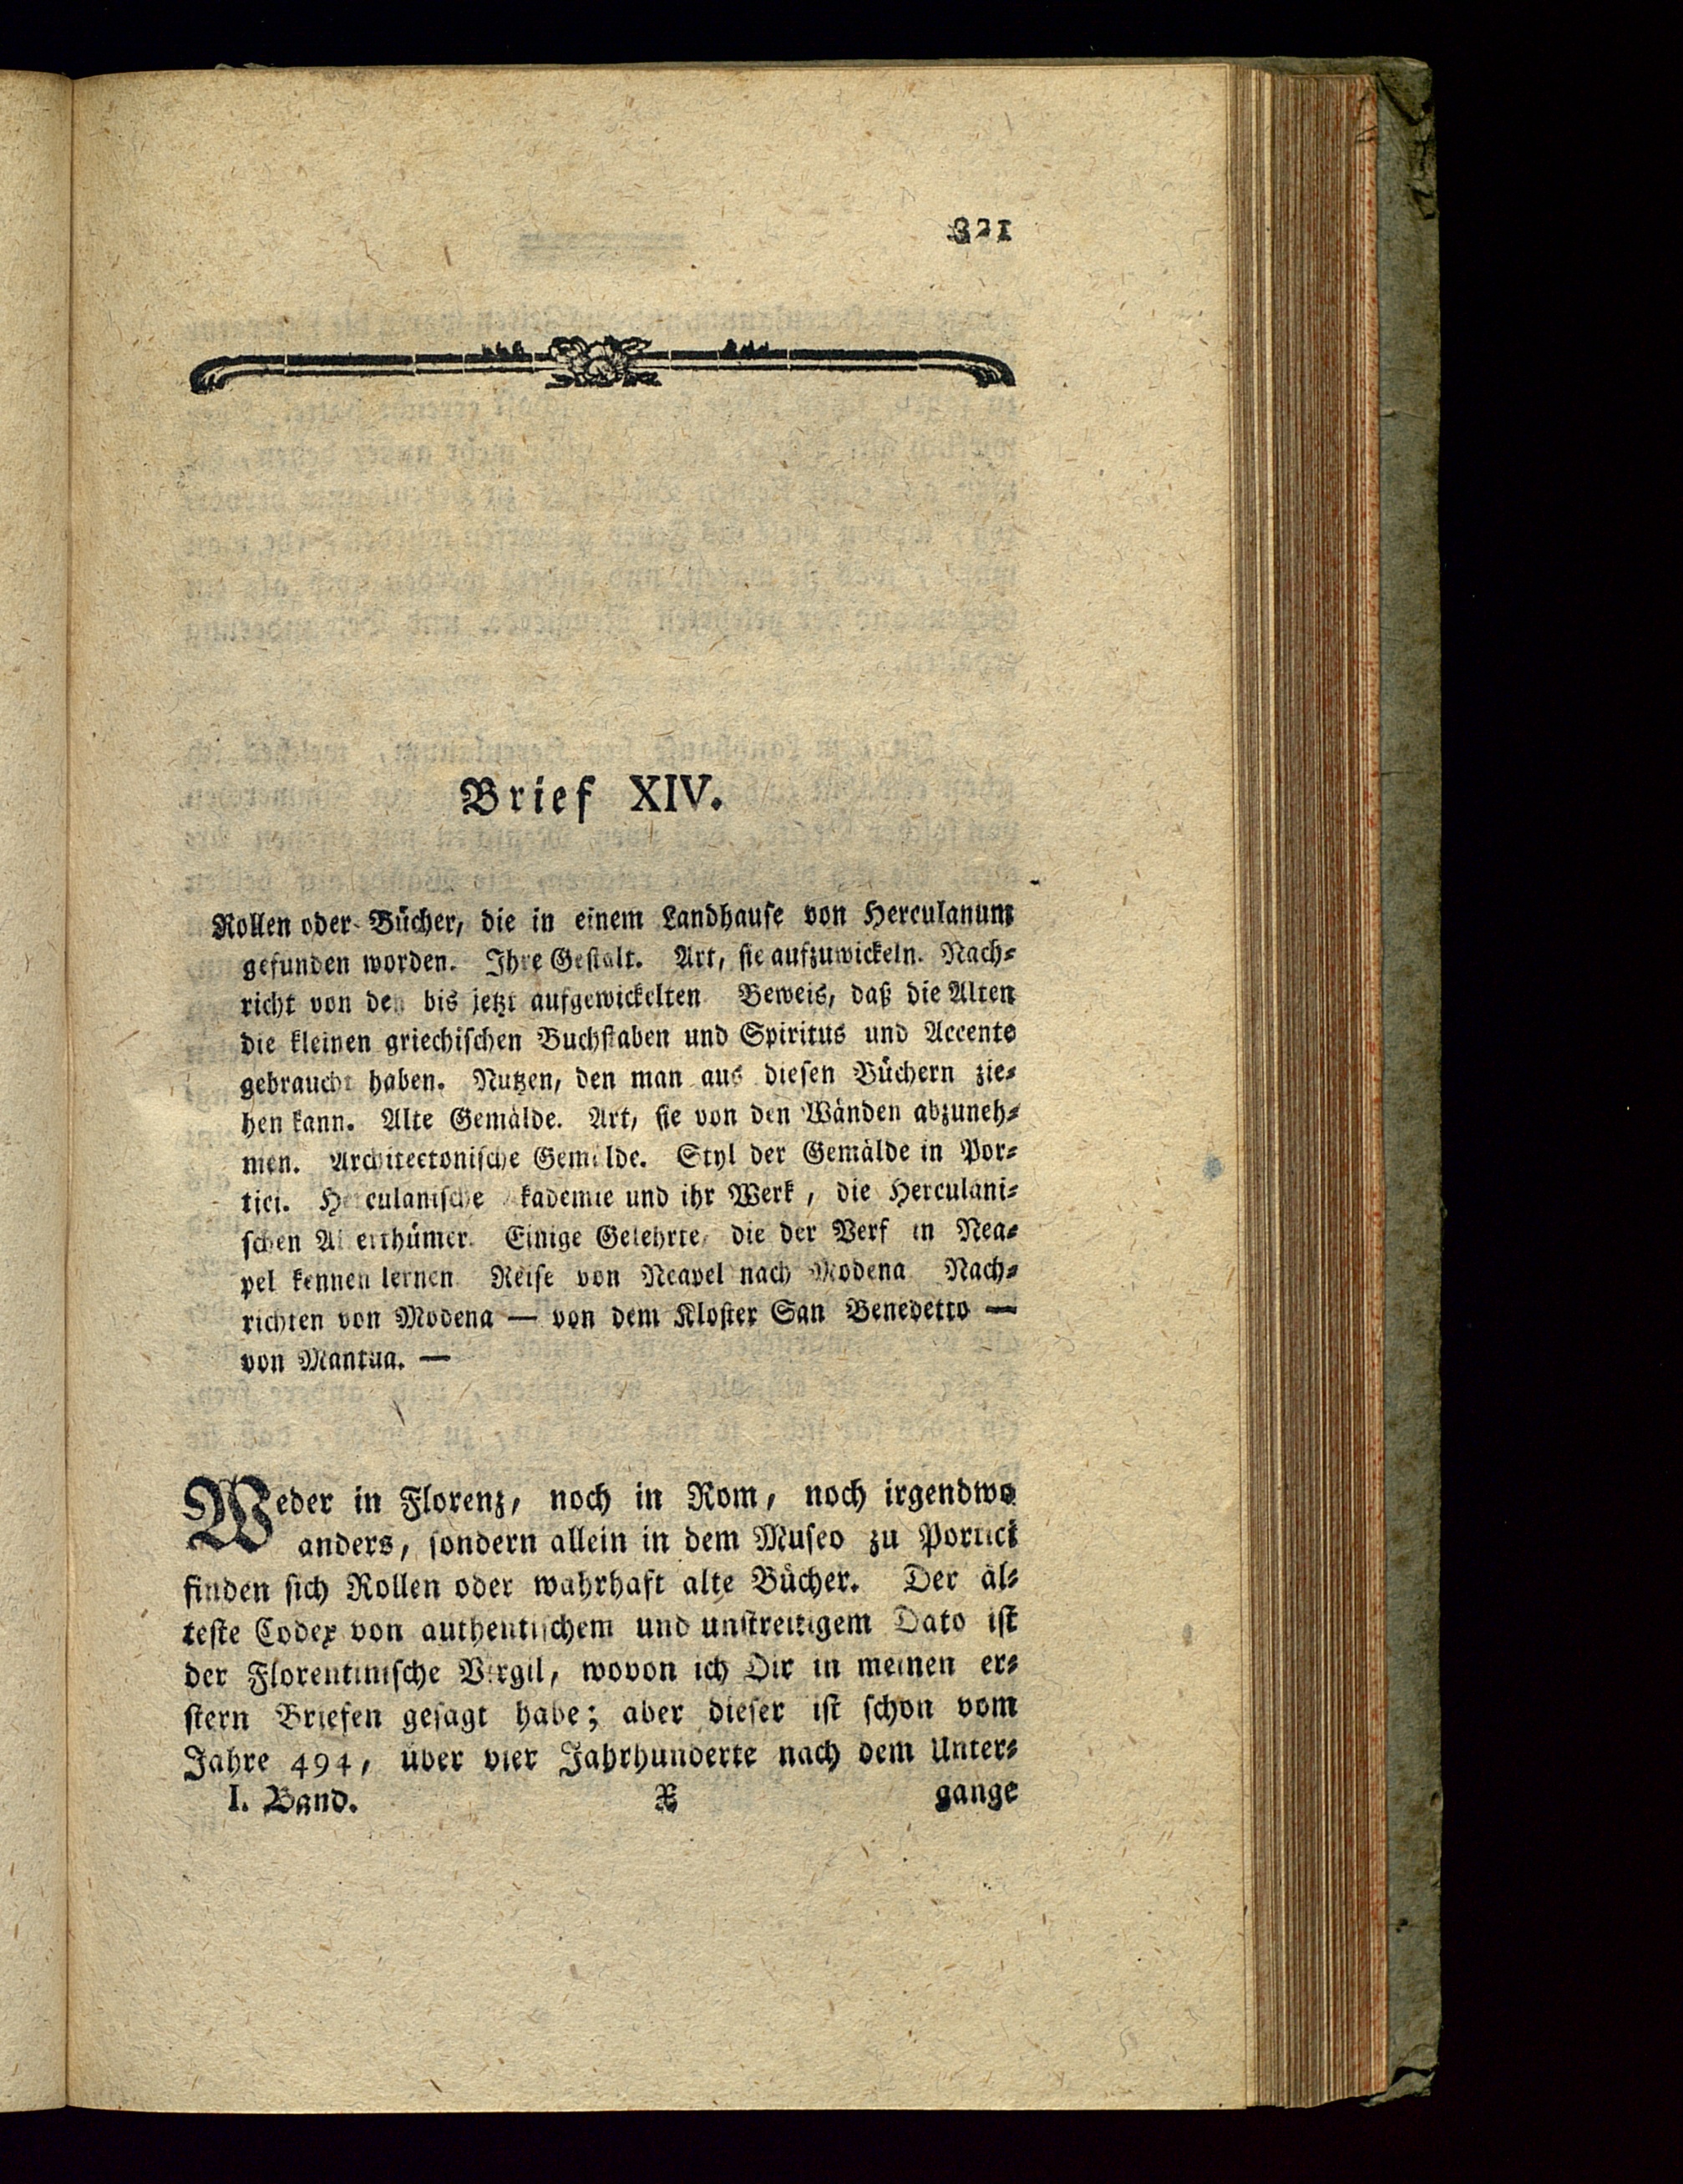 321
Brief XIV.
Rollen oder Bücher, die in einem Landhause von Herculanum
gefunden worden. Ihre Gestalt. Art, sie aufzuwickeln. Nach-
richt von den bis jetzt aufgewickelten Beweis, daß die Alten
die kleinen griechischen Buchstaben und Spiritus und Accente
gebraucht haben. Nutzen, den man aus diesen Büchern zie-
hen kann. Alte Gemälde. Art, sie von den Wänden abzuneh-
men. Architectonische Gemälde. Styl der Gemälde in Por-
tici. Herculanische Akademie und ihr Werk, die Herculani-
schen Alterthümer. Einige Gelehrte, die der Verf in Nea-
pel kennen lernen Reise von Neapel nach Modena Nach-
richten von Modena — von dem Kloster San Benedetto —
von Mantua. —
Weder in Florenz, noch in Rom, noch irgendwo
anders, sondern allein in dem Museo zu Portici
finden sich Rollen oder wahrhaft alte Bücher. Der äl-
teste Codex von authentischem und unstreitigem Dato ist
der Florentinische Virgil, wovon ich Dir in meinen er-
stern Briefen gesagt habe; aber dieser ist schon vom
Jahre 494, über vier Jahrhunderte nach dem Unter-
I. Band. X gange